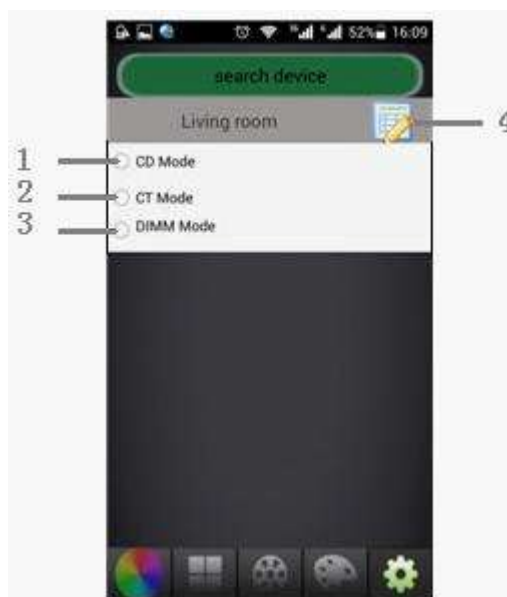 52% 16:09
search device
Living room
4
1 CD Mode
2 CT Mode
3 DIMM Mode